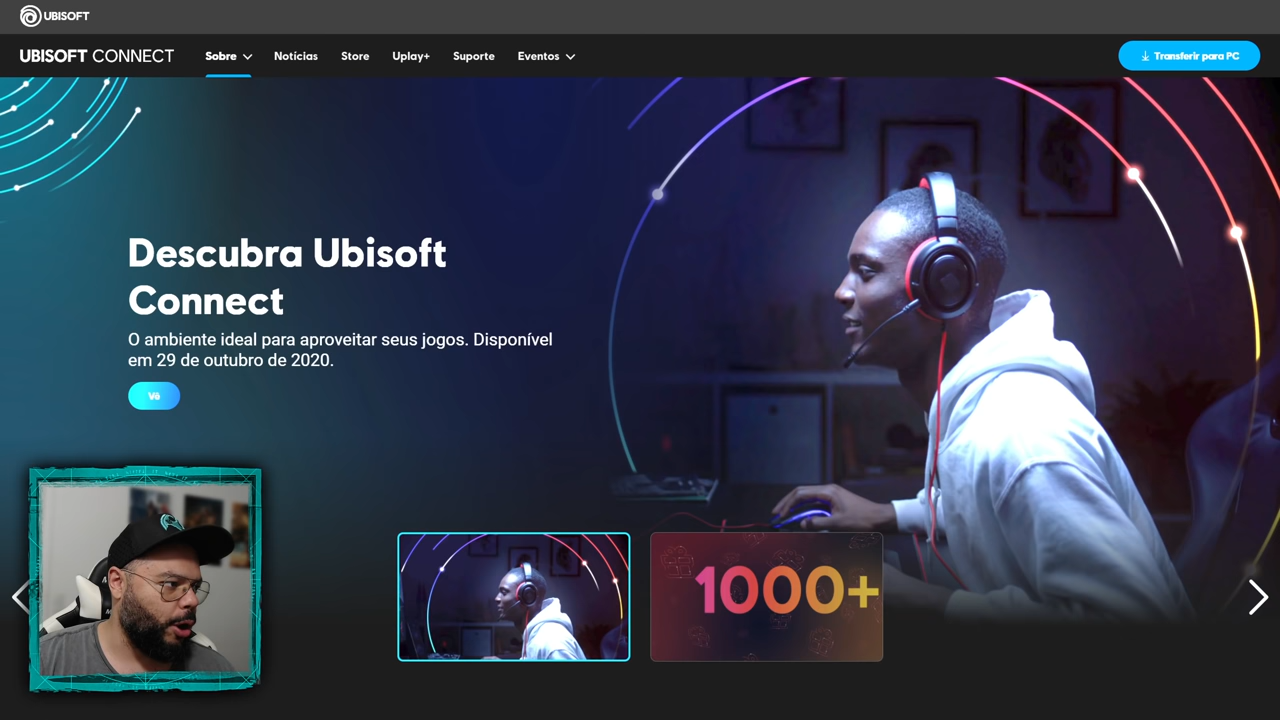 UBISOFT
UBISOFT CONNECT
Sobre
Notícias
Store
Uplay+
Suporte
Eventos
Transferir para PC
Descubra Ubisoft
Connect
O ambiente ideal para aproveitar seus jogos. Disponível
em 29 de outubro de 2020.
Vê
1000+